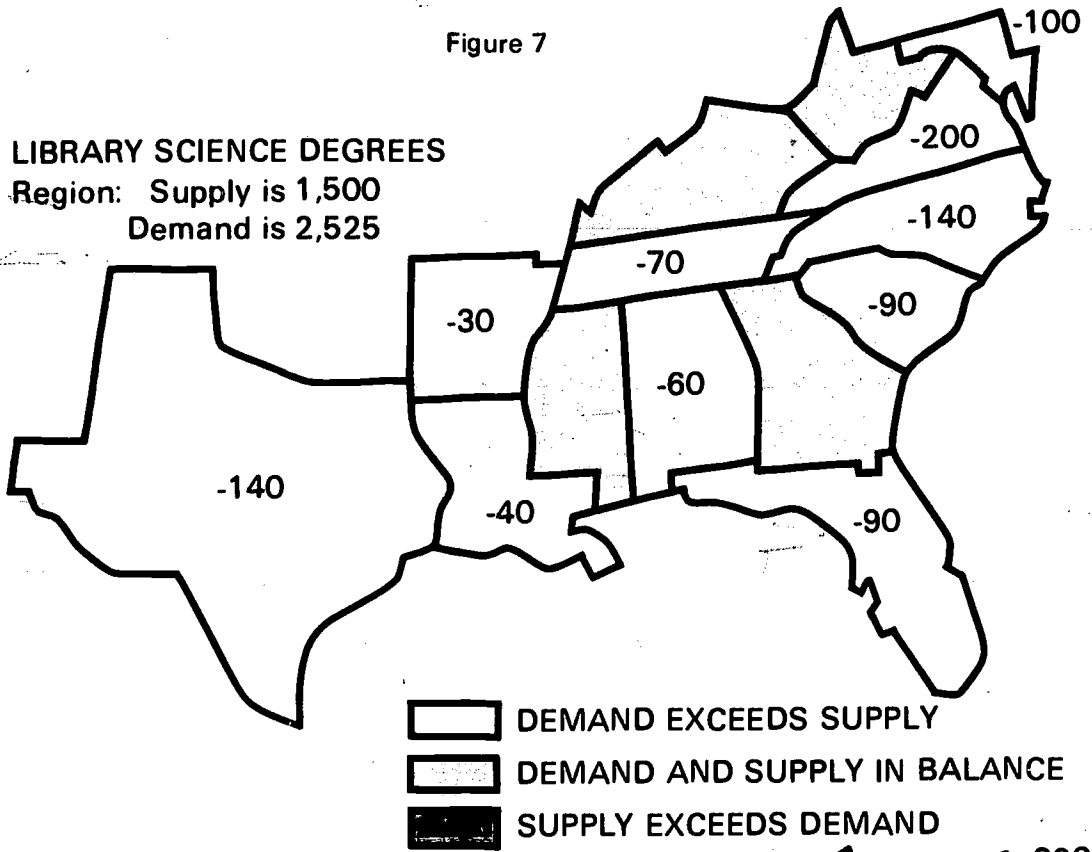 Figure 7
-100
LIBRARY SCIENCE DEGREES
Region: Supply is 1,500
Demand is 2,525
-200
-140
-70
-30
-90
-60
-140
-40
-90
DEMAND EXCEEDS SUPPLY
DEMAND AND SUPPLY IN BALANCE
SUPPLY EXCEEDS DEMAND